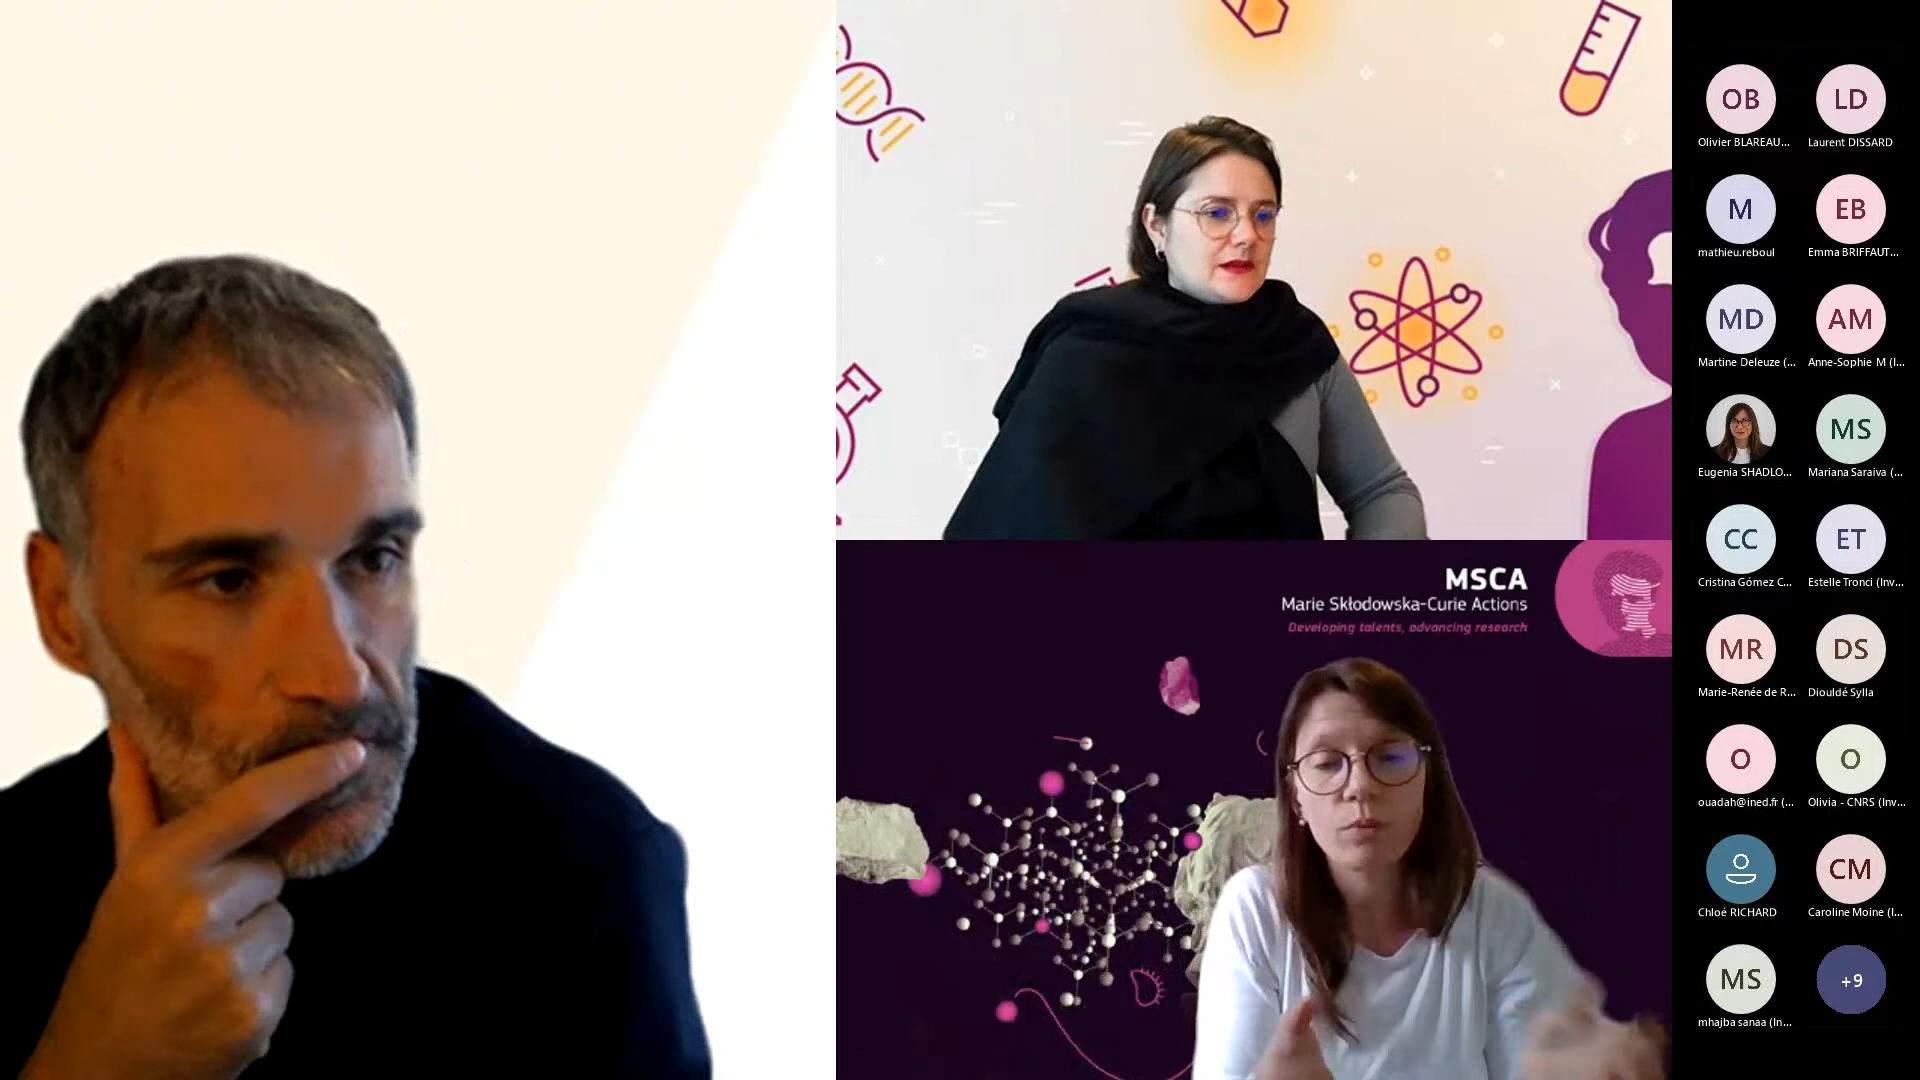 MSCA
Marie Skłodowska-Curie Actions
Developing talents, advancing research
OB
LD
Olivier BLAREAU...
Laurent DISSARD
M
EB
mathieu.reboul
Emma BRIFFAUT...
MD
AM
Martine Deleuze (...
Anne-Sophie M (I...
MS
Eugenia SHADLO...
Mariana Saraiva (...
CC
ET
Cristina Gómez C...
Estelle Tronci (Inv...
MR
DS
Marie-Renée de R...
Diouldé Sylla
O
O
ouadah@ined.fr (...
Olivia - CNRS (Inv...
CM
Chloé RICHARD
Caroline Moine (I...
MS
+9
mhajba sanaa (In...